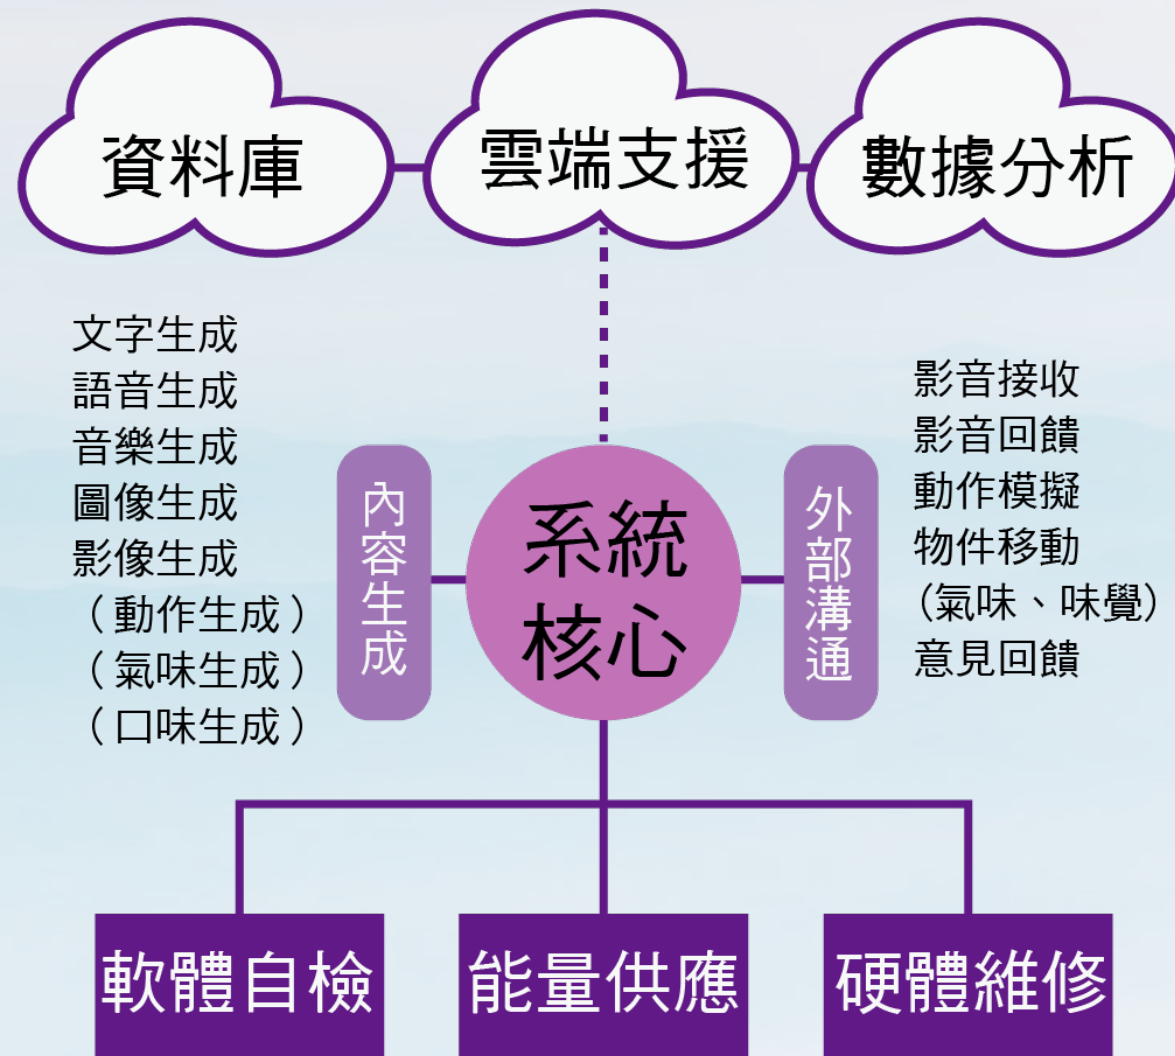 資料庫
雲端支援
數據分析
文字生成
語音生成
音樂生成
圖像生成
影像生成
（動作生成）
（氣味生成）
（口味生成）
內容生成
系統
核心
外部溝通
影音接收
影音回饋
動作模擬
物件移動
(氣味、味覺)
意見回饋
軟體自檢
能量供應
硬體維修